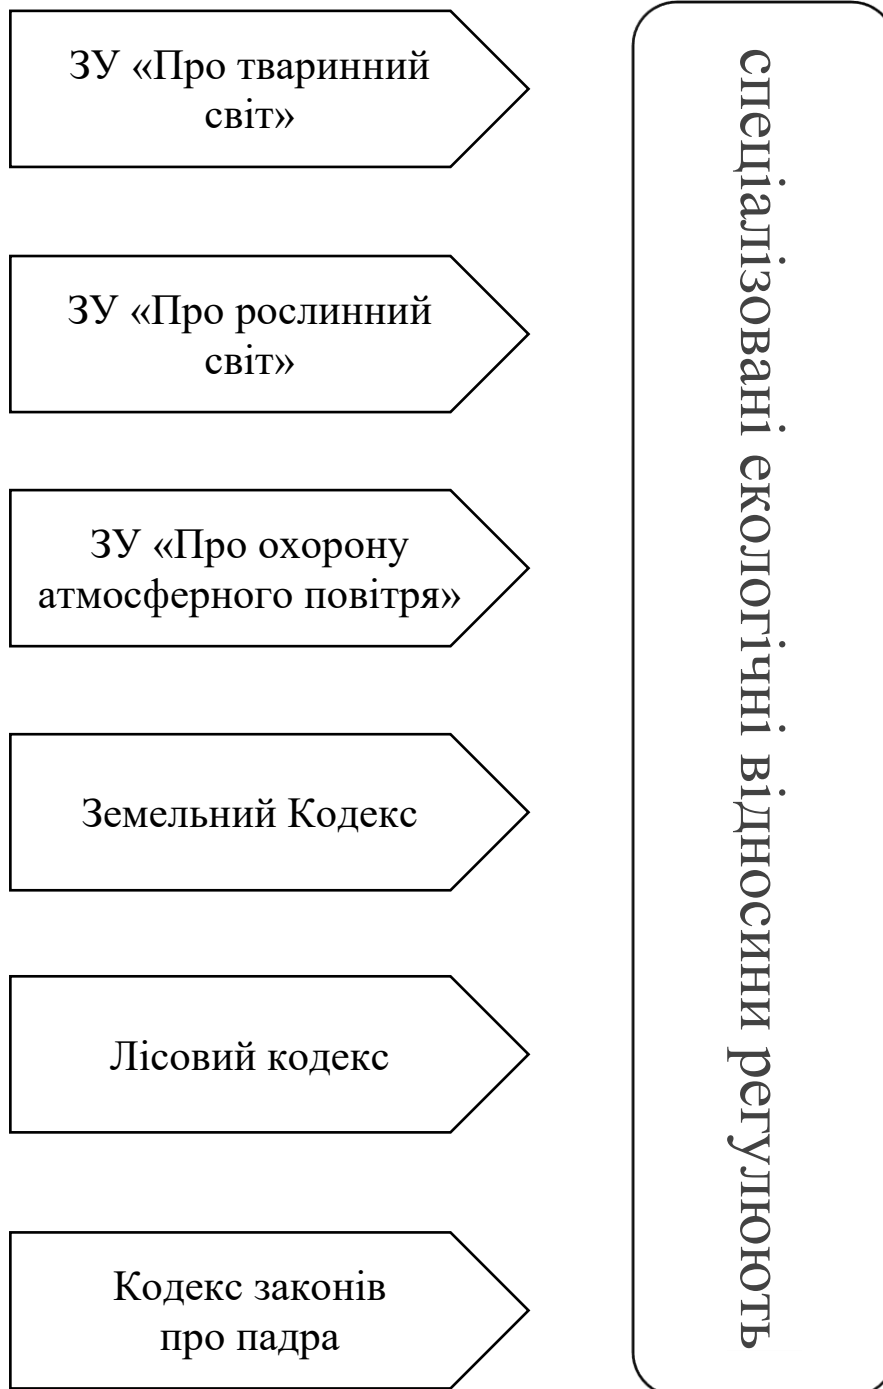 ЗУ «Про тваринний
світ»
ЗУ «Про рослинний
світ»
ЗУ «Про охорону
атмосферного повітря»
Земельний Кодекс
Лісовий кодекс
Кодекс законів
про падра
спеціалізовані екологічні відносини регулюють